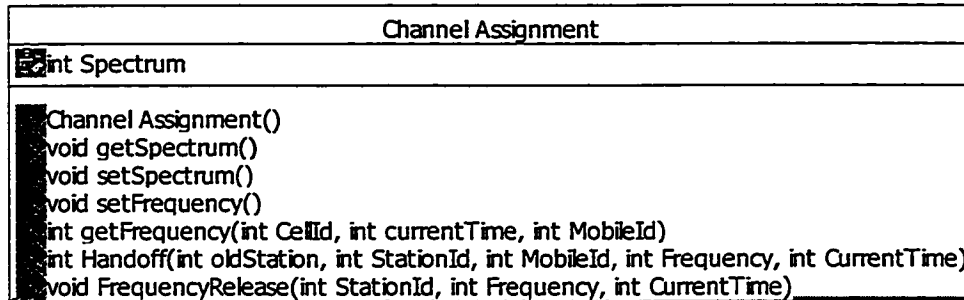 Channel Assignment
int Spectrum
Channel Assignment()
void getSpectrum()
void setSpectrum()
void setFrequency()
int getFrequency(int CellId, int currentTime, int MobileId)
int Handoff(int oldStation, int StationId, int MobileId, int Frequency, int CurrentTime)
void FrequencyRelease(int StationId, int Frequency, int CurrentTime)